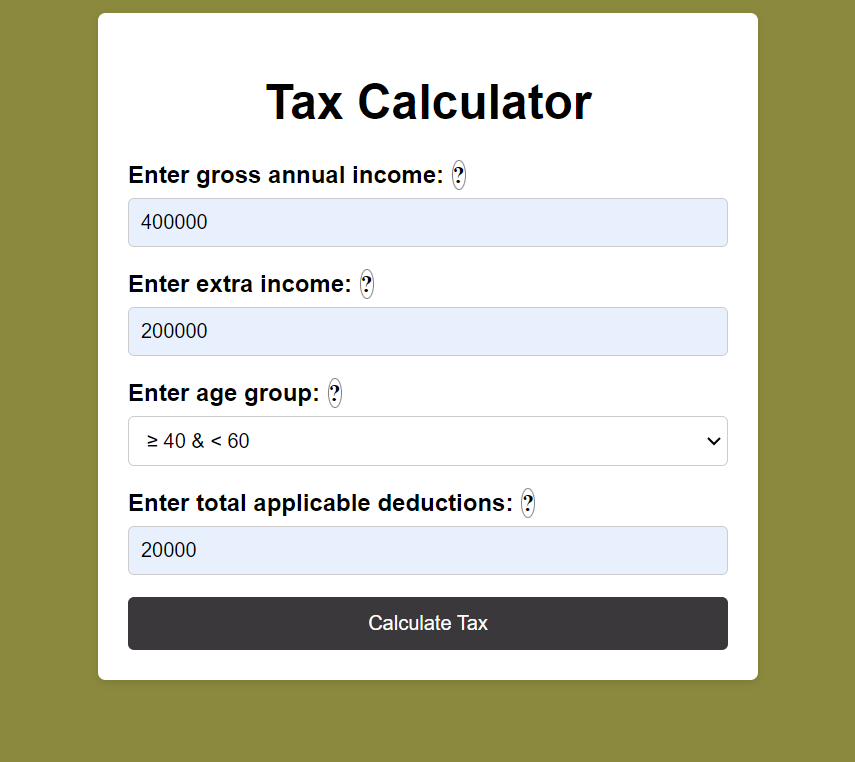 Tax Calculator
Enter gross annual income: ?
400000
Enter extra income: ?
200000
Enter age group: ?
≥ 40 & < 60
Enter total applicable deductions: ?
20000
Calculate Tax